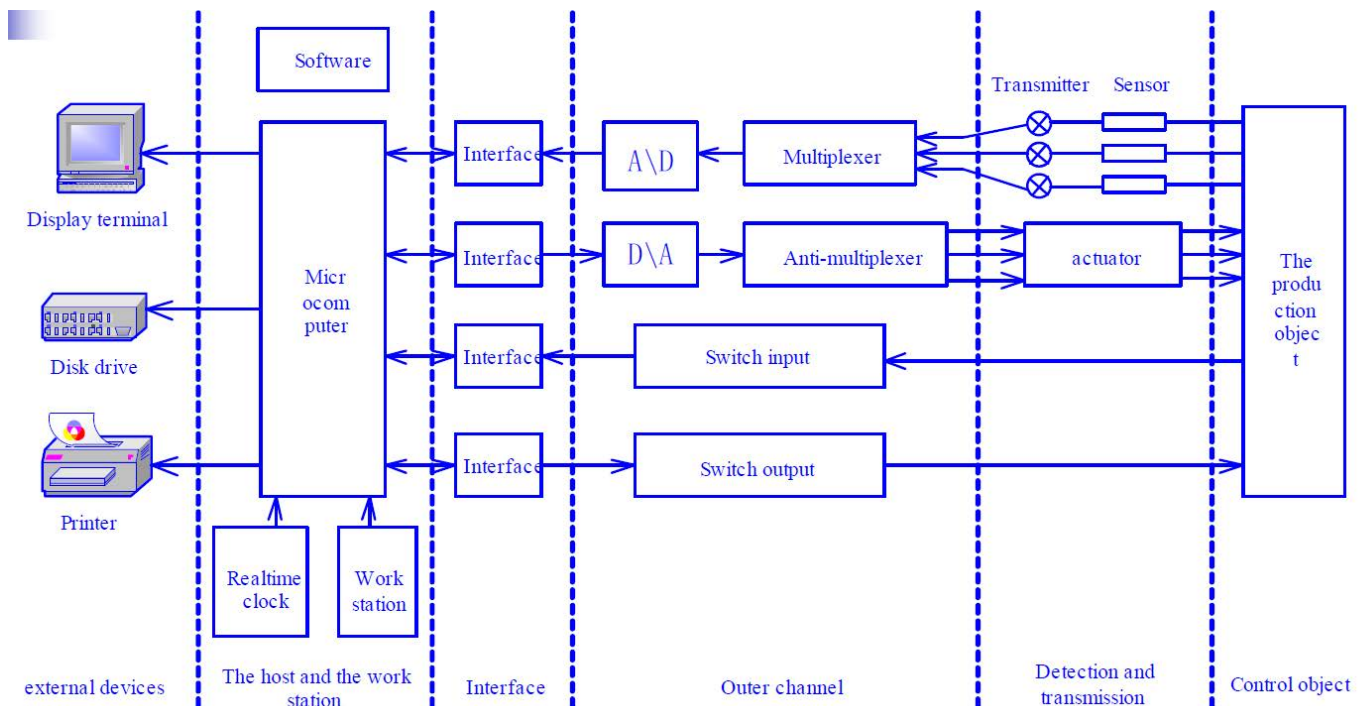 Software
Transmitter
Sensor
Interface
A\D
Multiplexer
Display terminal
Interface
D\A
Anti-multiplexer
actuator
Micr
ocom
puter
The
produ
ction
objec
t
Disk drive
Interface
Switch input
Interface
Switch output
Printer
Realtime
clock
Work
station
external devices
The host and the work
station
Interface
Outer channel
Detection and
transmission
Control object